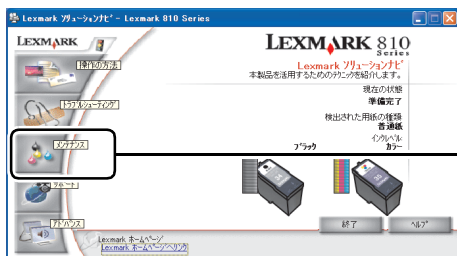 Lexmark ソリューションナビ - Lexmark 810 Series
LEXMARK
LEXMARK 810
Series
操作の方法
Lexmark ソリューションナビ
本製品を活用するためのテクニックを紹介します。
現在の状態
準備完了
トラブルシューティング
検出された用紙の種類
普通紙
メンテナンス
インクレベル
ブラック
カラー
サポート
アドバンス
終了
ヘルプ
Lexmark ホームページ
Lexmark ホームページへリンク